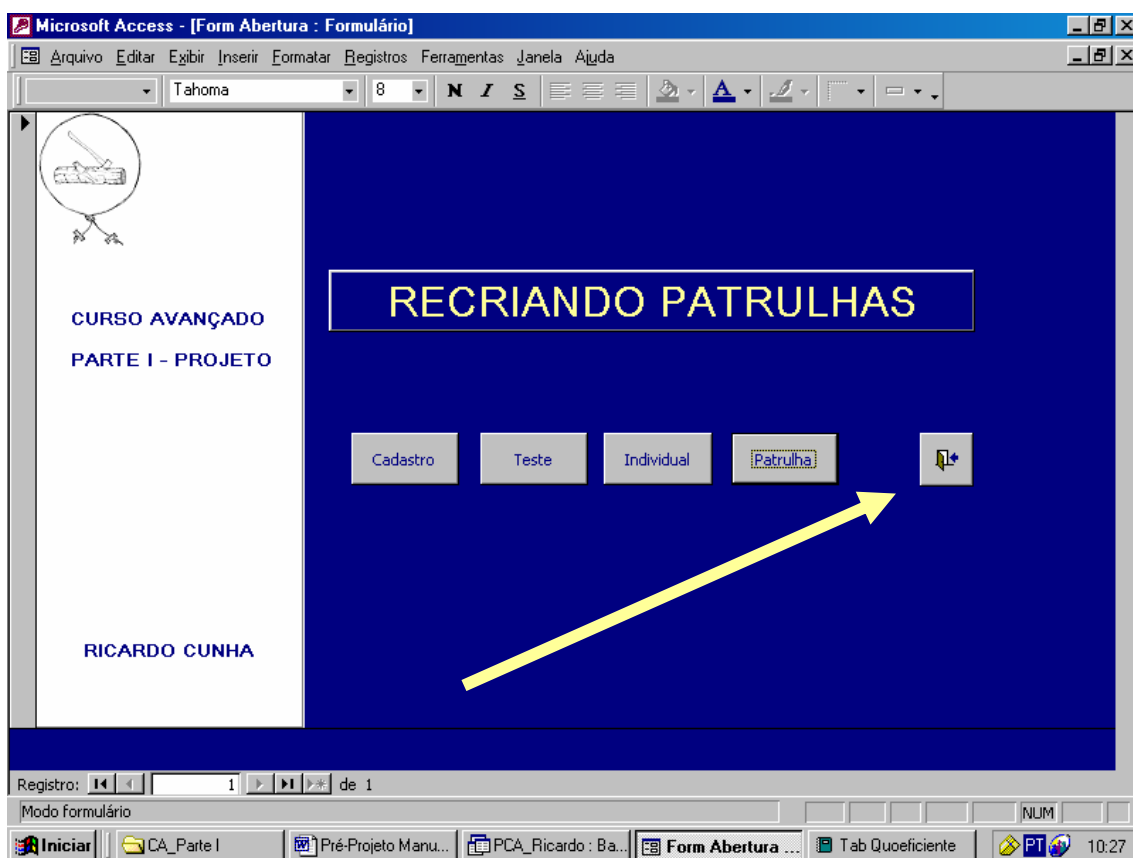 Microsoft Access - [Form Abertura : Formulário]
Arquivo Editar Exibir Inserir Formatar Registros Ferramentas Janela Ajuda
Tahoma 8 N I S A
RECRIANDO PATRULHAS
CURSO AVANÇADO
PARTE I - PROJETO
Cadastro Teste Individual Patrulha
RICARDO CUNHA
Registro: 1 de 1
Modo formulário NUM
Iniciar CA_Parte I Pré-Projeto Manu... PCA_Ricardo : Ba... Form Abertura ... Tab Quoeficiente PT 10:27